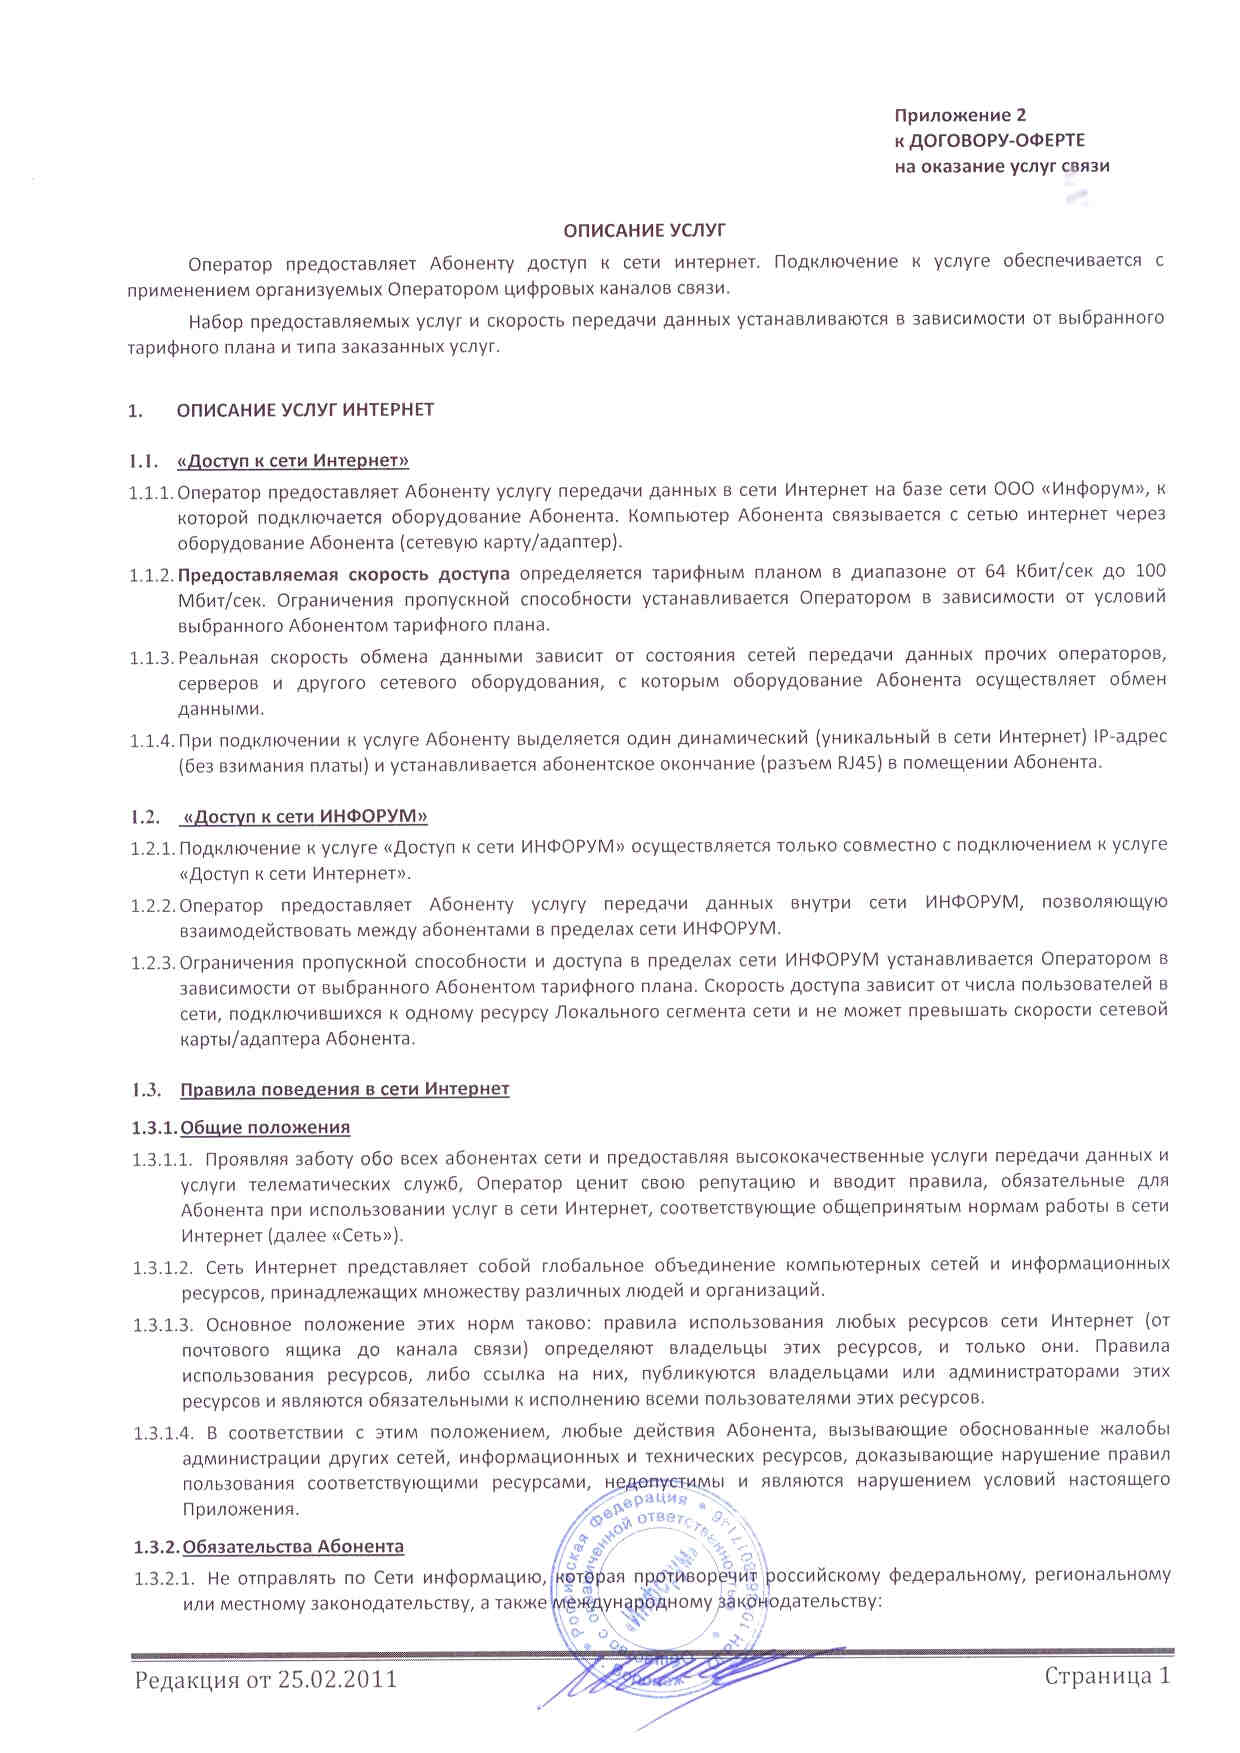 Приложение 2
к ДОГОВОРУ-ОФЕРТЕ
на оказание услуг связи
ОПИСАНИЕ УСЛУГ
Оператор предоставляет Абоненту доступ к сети интернет. Подключение к услуге обеспечивается с
применением организуемых Оператором цифровых каналов связи.
Набор предоставляемых услуг и скорость передачи данных устанавливаются в зависимости от выбранного
тарифного плана и типа заказанных услуг.
1. ОПИСАНИЕ УСЛУГ ИНТЕРНЕТ
1.1. «Доступ к сети Интернет»
1.1.1. Оператор предоставляет Абоненту услугу передачи данных в сети Интернет на базе сети ООО «Инфорум», к
которой подключается оборудование Абонента. Компьютер Абонента связывается с сетью интернет через
оборудование Абонента (сетевую карту/адаптер).
1.1.2. Предоставляемая скорость доступа определяется тарифным планом в диапазоне от 64 Кбит/сек до 100
Мбит/сек. Ограничения пропускной способности устанавливается Оператором в зависимости от условий
выбранного Абонентом тарифного плана.
1.1.3. Реальная скорость обмена данными зависит от состояния сетей передачи данных прочих операторов,
серверов и другого сетевого оборудования, с которым оборудование Абонента осуществляет обмен
данными.
1.1.4. При подключении к услуге Абоненту выделяется один динамический (уникальный в сети Интернет) IP-адрес
(без взимания платы) и устанавливается абонентское окончание (разъем RJ45) в помещении Абонента.
1.2. «Доступ к сети ИНФОРУМ»
1.2.1. Подключение к услуге «Доступ к сети ИНФОРУМ» осуществляется только совместно с подключением к услуге
«Доступ к сети Интернет».
1.2.2. Оператор предоставляет Абоненту услугу передачи данных внутри сети ИНФОРУМ, позволяющую
взаимодействовать между абонентами в пределах сети ИНФОРУМ.
1.2.3. Ограничения пропускной способности и доступа в пределах сети ИНФОРУМ устанавливается Оператором в
зависимости от выбранного Абонентом тарифного плана. Скорость доступа зависит от числа пользователей в
сети, подключившихся к одному ресурсу Локального сегмента сети и не может превышать скорости сетевой
карты/адаптера Абонента.
1.3. Правила поведения в сети Интернет
1.3.1. Общие положения
1.3.1.1. Проявляя заботу обо всех абонентах сети и предоставляя высококачественные услуги передачи данных и
услуги телематических служб, Оператор ценит свою репутацию и вводит правила, обязательные для
Абонента при использовании услуг в сети Интернет, соответствующие общепринятым нормам работы в сети
Интернет (далее «Сеть»).
1.3.1.2. Сеть Интернет представляет собой глобальное объединение компьютерных сетей и информационных
ресурсов, принадлежащих множеству различных людей и организаций.
1.3.1.3. Основное положение этих норм таково: правила использования любых ресурсов сети Интернет (от
почтового ящика до канала связи) определяют владельцы этих ресурсов, и только они. Правила
использования ресурсов, либо ссылка на них, публикуются владельцами или администраторами этих
ресурсов и являются обязательными к исполнению всеми пользователями этих ресурсов.
1.3.1.4. В соответствии с этим положением, любые действия Абонента, вызывающие обоснованные жалобы
администрации других сетей, информационных и технических ресурсов, доказывающие нарушение правил
пользования соответствующими ресурсами, недопустимы и являются нарушением условий настоящего
Приложения.
1.3.2. Обязательства Абонента
1.3.2.1. Не отправлять по Сети информацию, которая противоречит российскому федеральному, региональному
или местному законодательству, а также международному законодательству:
Российская Федерация
ограниченной ответственностью
Редакция от 25.02.2011
Страница 1